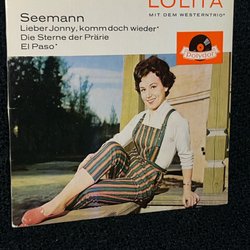 LOLITA
MIT DEM WESTERNTRIO*
Seemann
Lieber Jonny, komm doch wieder*
Die Sterne der Prärie
El Paso*
Polydor